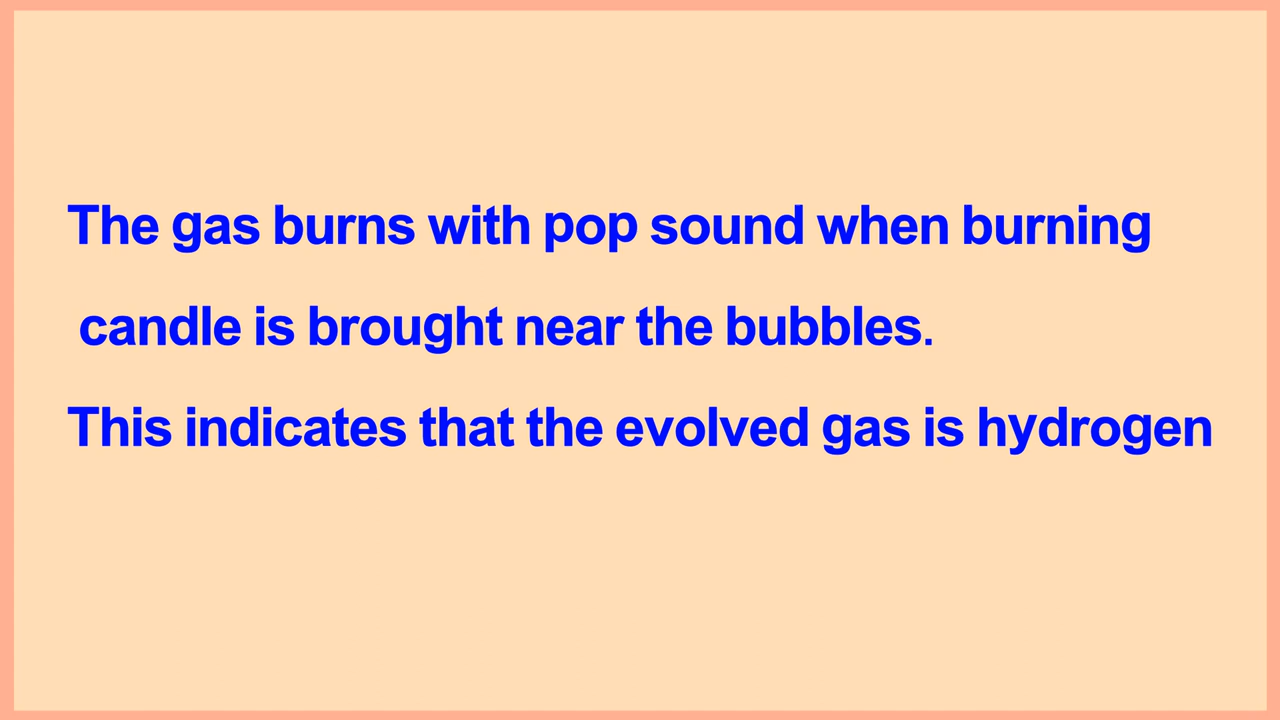 The gas burns with pop sound when burning
candle is brought near the bubbles.
This indicates that the evolved gas is hydrogen